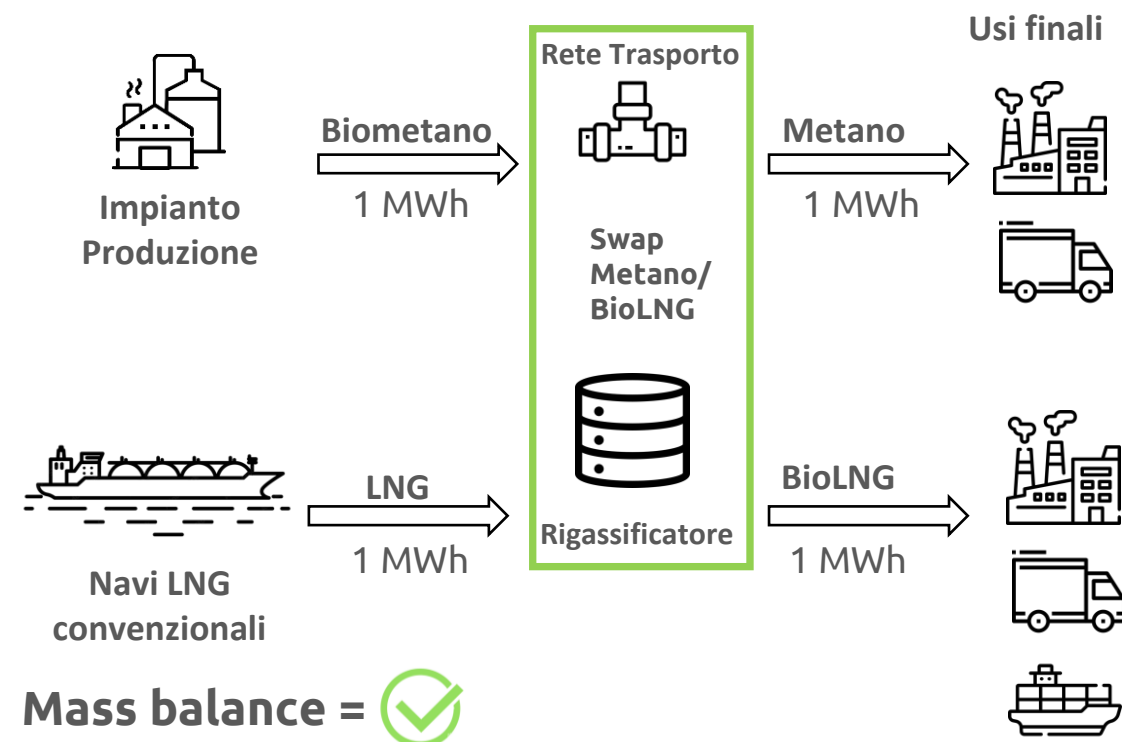 Usi finali
Rete Trasporto
Biometano
1 MWh
Metano
1 MWh
Impianto
Produzione
Swap
Metano/
BioLNG
LNG
1 MWh
BioLNG
1 MWh
Rigassificatore
Navi LNG
convenzionali
Mass balance =